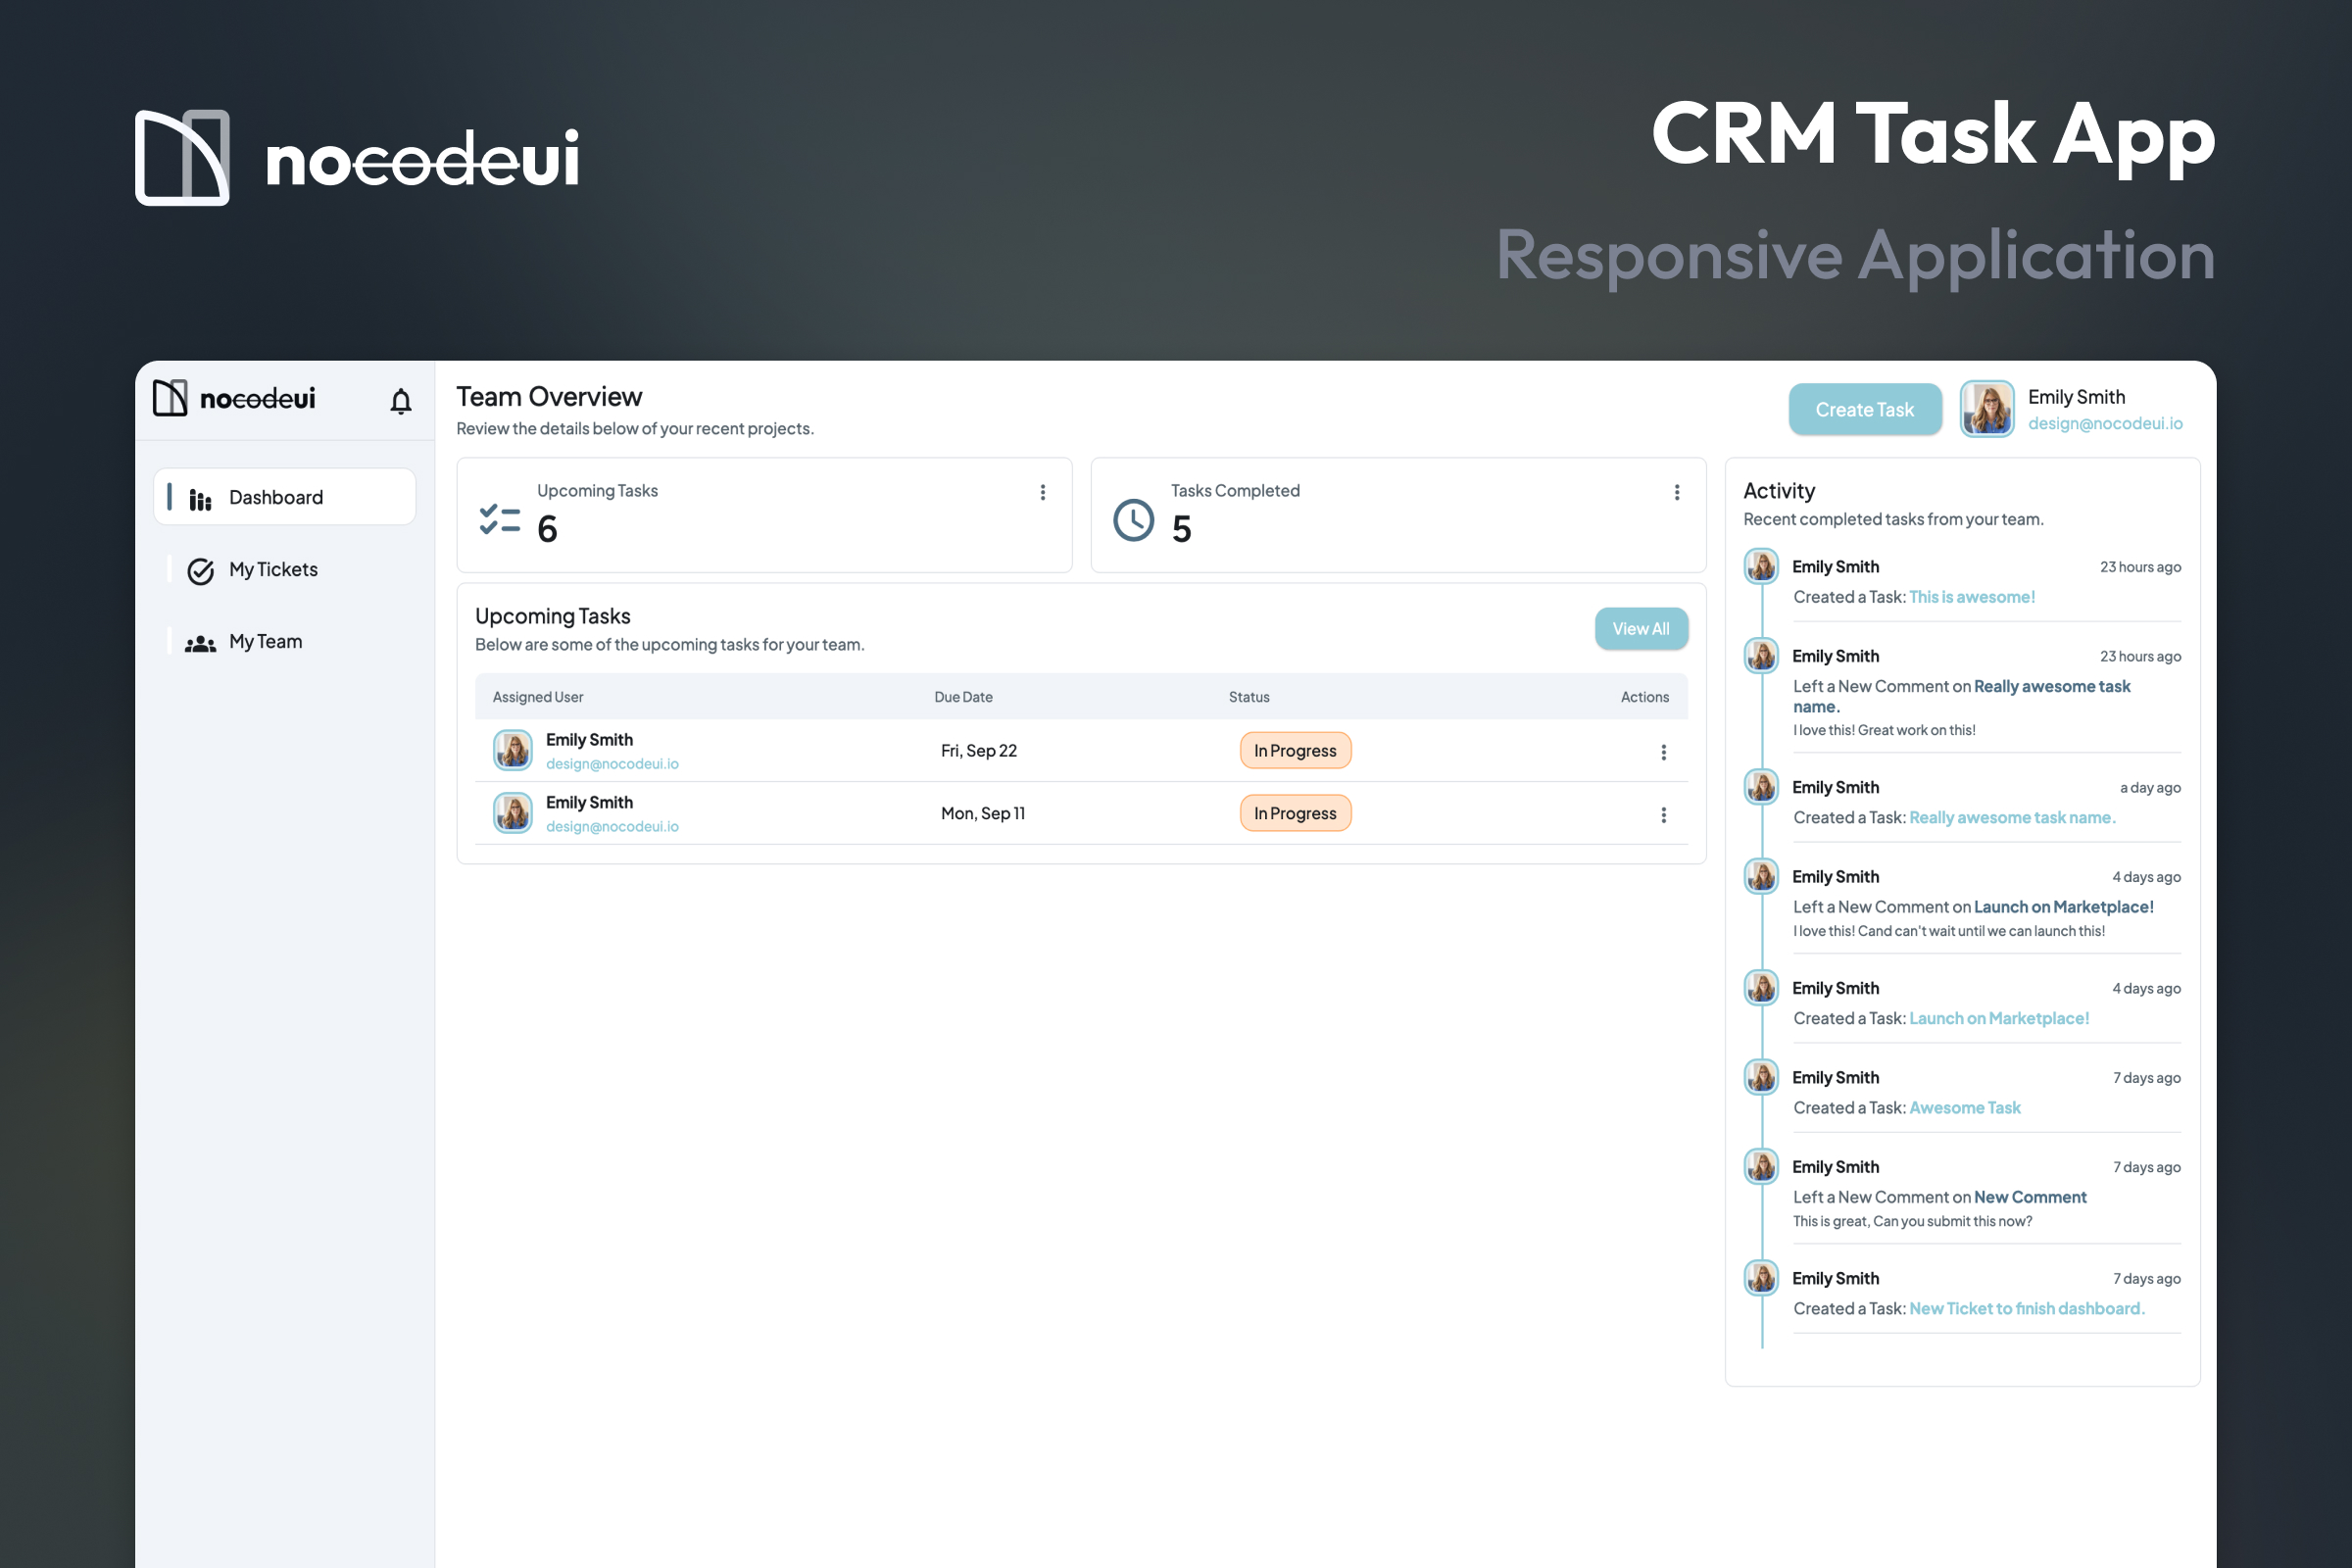 nocodeui
CRM Task App
Responsive Application
nocodeui
Dashboard
My Tickets
My Team
Team Overview
Review the details below of your recent projects.
Create Task
Emily Smith
design@nocodeui.io
Upcoming Tasks
6
Tasks Completed
5
Upcoming Tasks
Below are some of the upcoming tasks for your team.
View All
Assigned User Due Date Status Actions
Emily Smith
design@nocodeui.io
Fri, Sep 22
In Progress
Emily Smith
design@nocodeui.io
Mon, Sep 11
In Progress
Activity
Recent completed tasks from your team.
Emily Smith 23 hours ago
Created a Task: This is awesome!
Emily Smith 23 hours ago
Left a New Comment on Really awesome task
name.
I love this! Great work on this!
Emily Smith a day ago
Created a Task: Really awesome task name.
Emily Smith 4 days ago
Left a New Comment on Launch on Marketplace!
I love this! Cand can't wait until we can launch this!
Emily Smith 4 days ago
Created a Task: Launch on Marketplace!
Emily Smith 7 days ago
Created a Task: Awesome Task
Emily Smith 7 days ago
Left a New Comment on New Comment
This is great, Can you submit this now?
Emily Smith 7 days ago
Created a Task: New Ticket to finish dashboard.